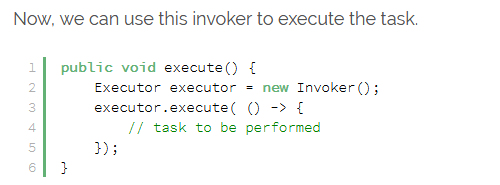 Now, we can use this invoker to execute the task.
1 public void execute() {
2     Executor executor = new Invoker();
3     executor.execute( () -> {
4         // task to be performed
5     });
6 }